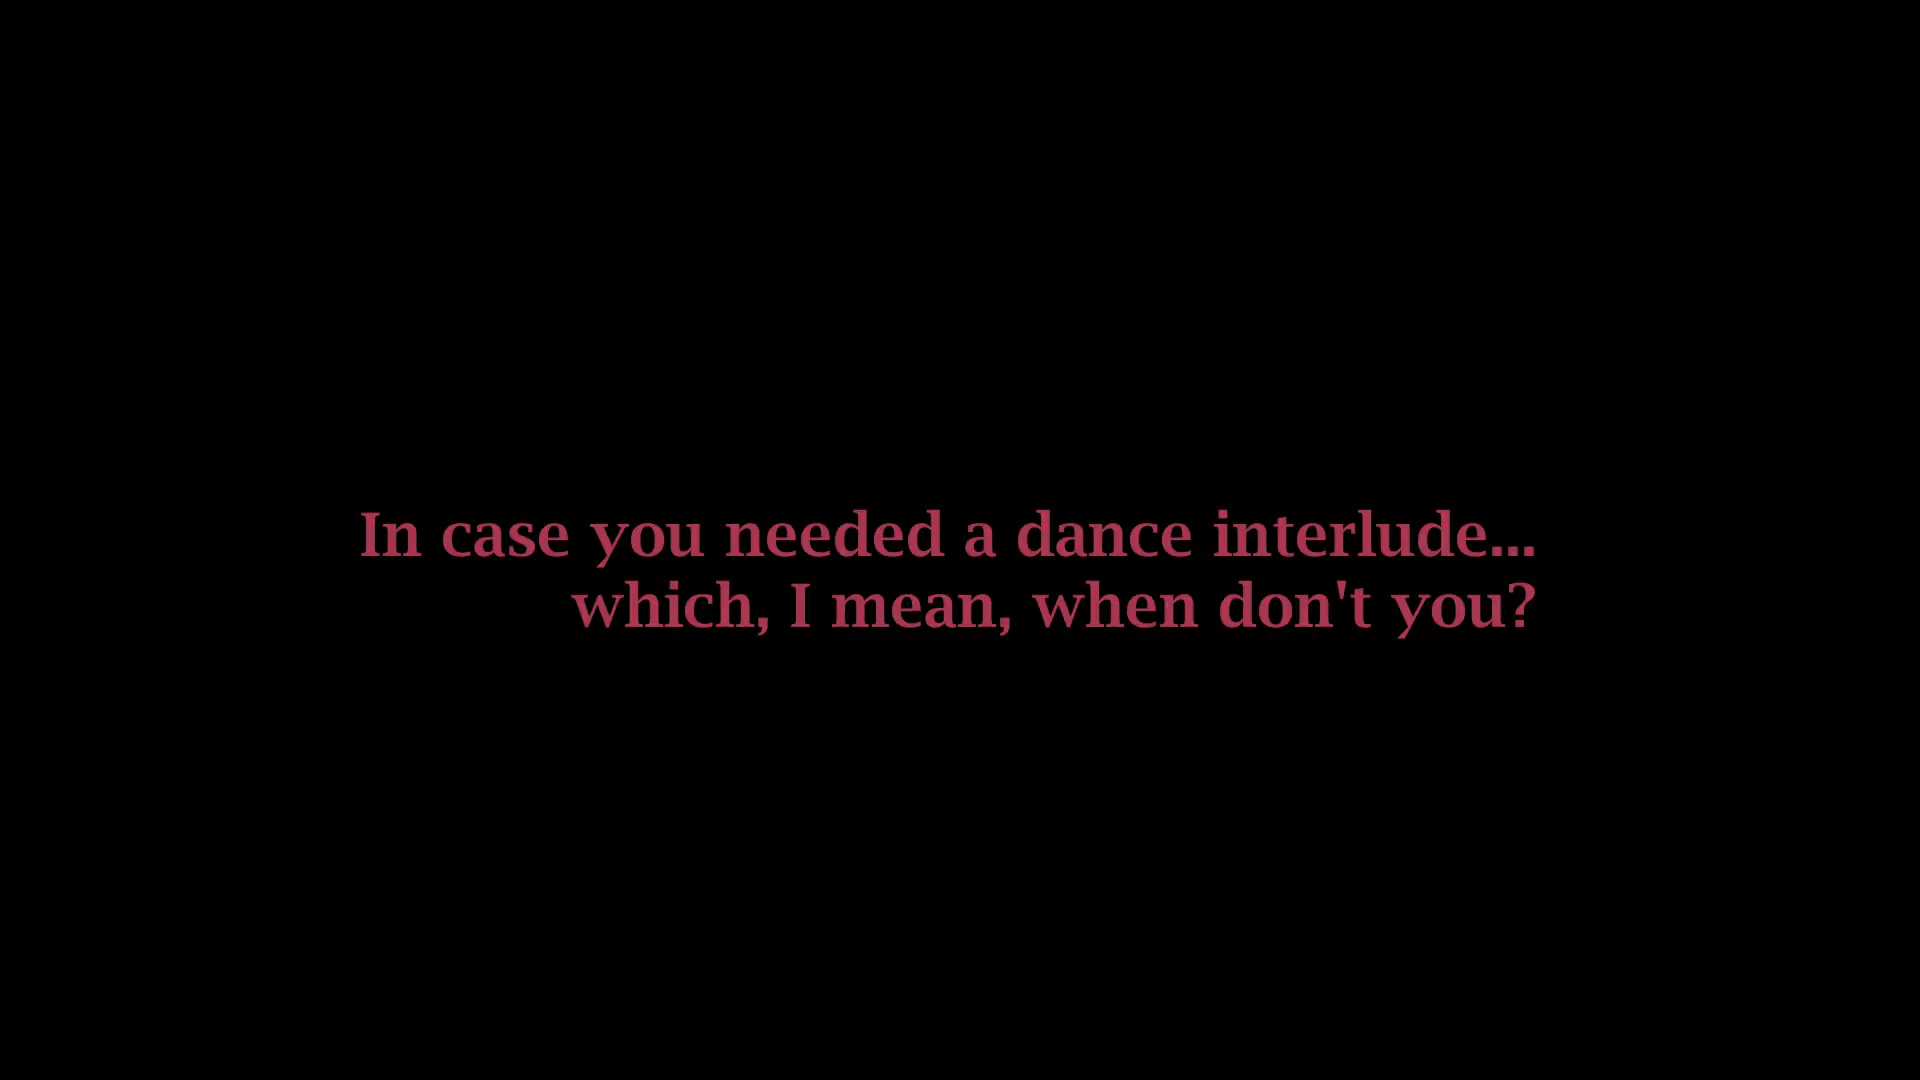 In case you needed a dance interlude...
which, I mean, when don't you?